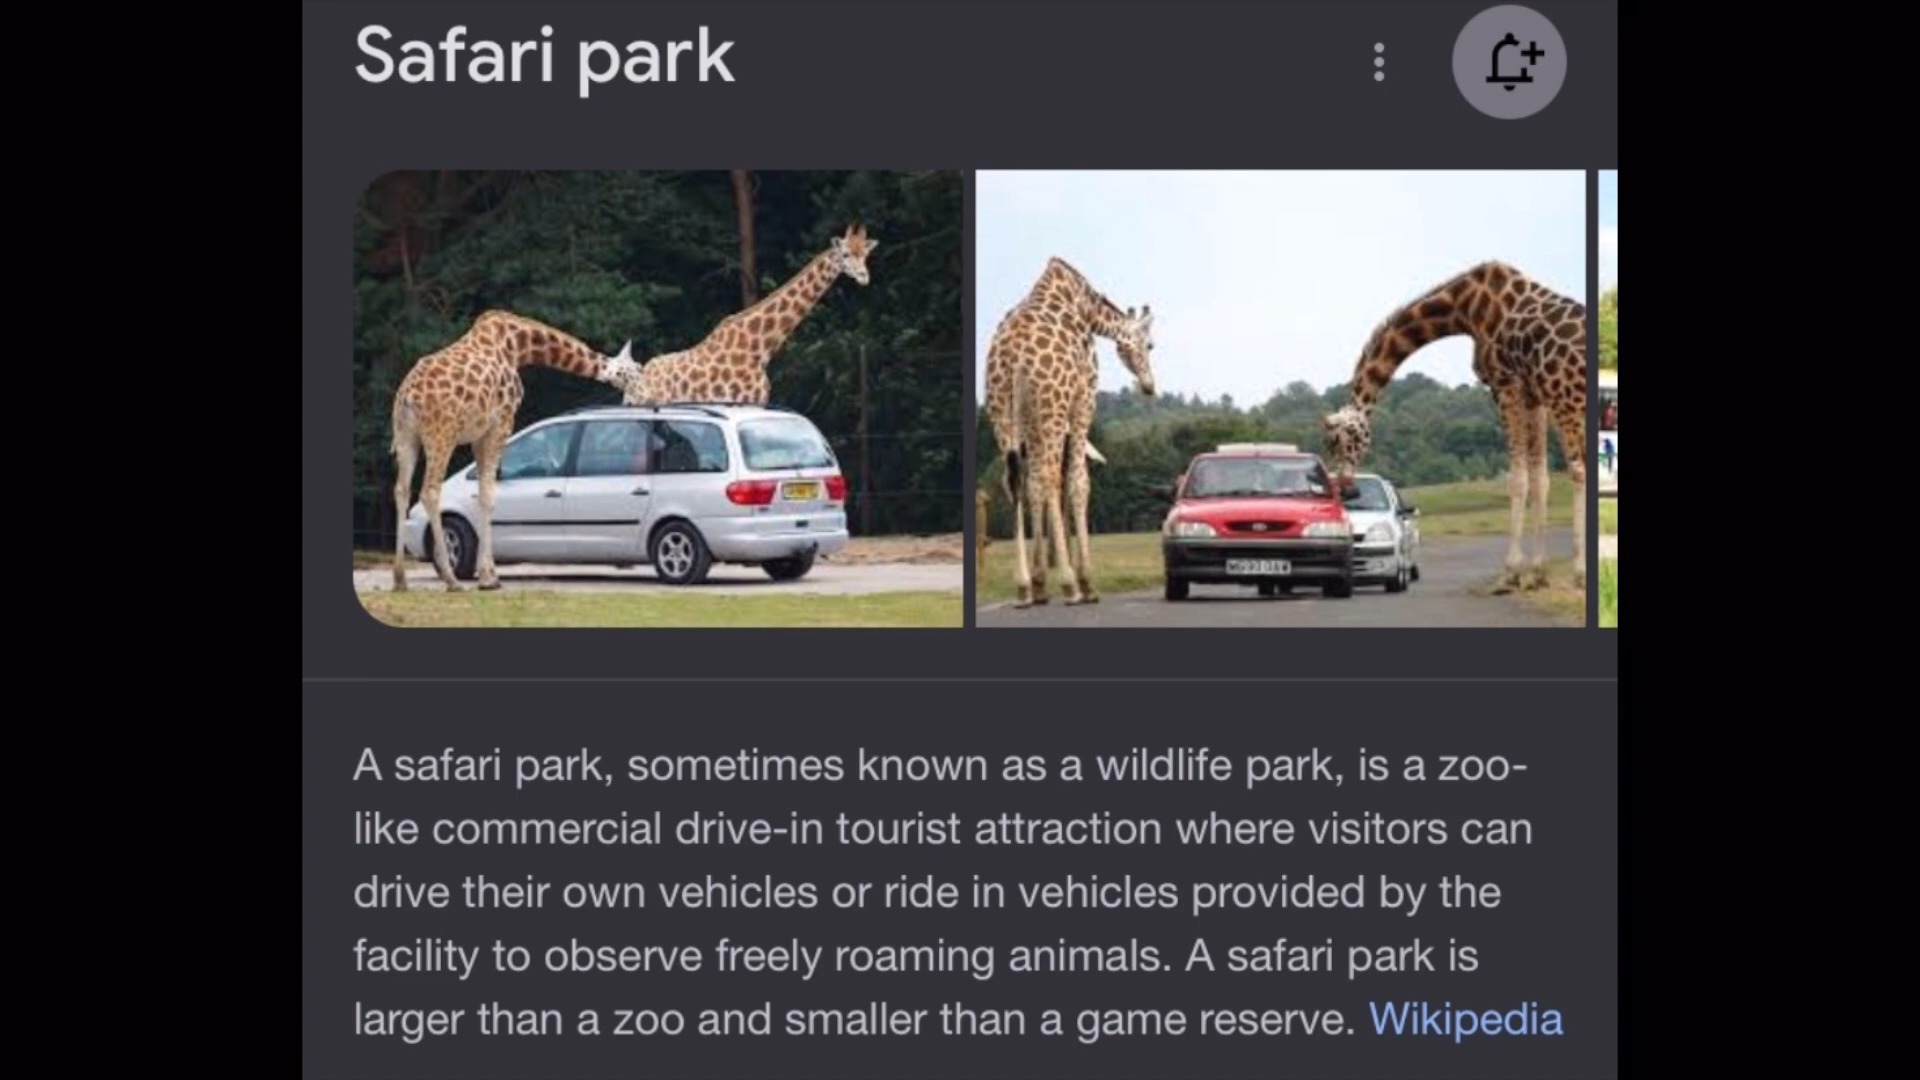 Safari park
A safari park, sometimes known as a wildlife park, is a zoo-
like commercial drive-in tourist attraction where visitors can
drive their own vehicles or ride in vehicles provided by the
facility to observe freely roaming animals. A safari park is
larger than a zoo and smaller than a game reserve. Wikipedia